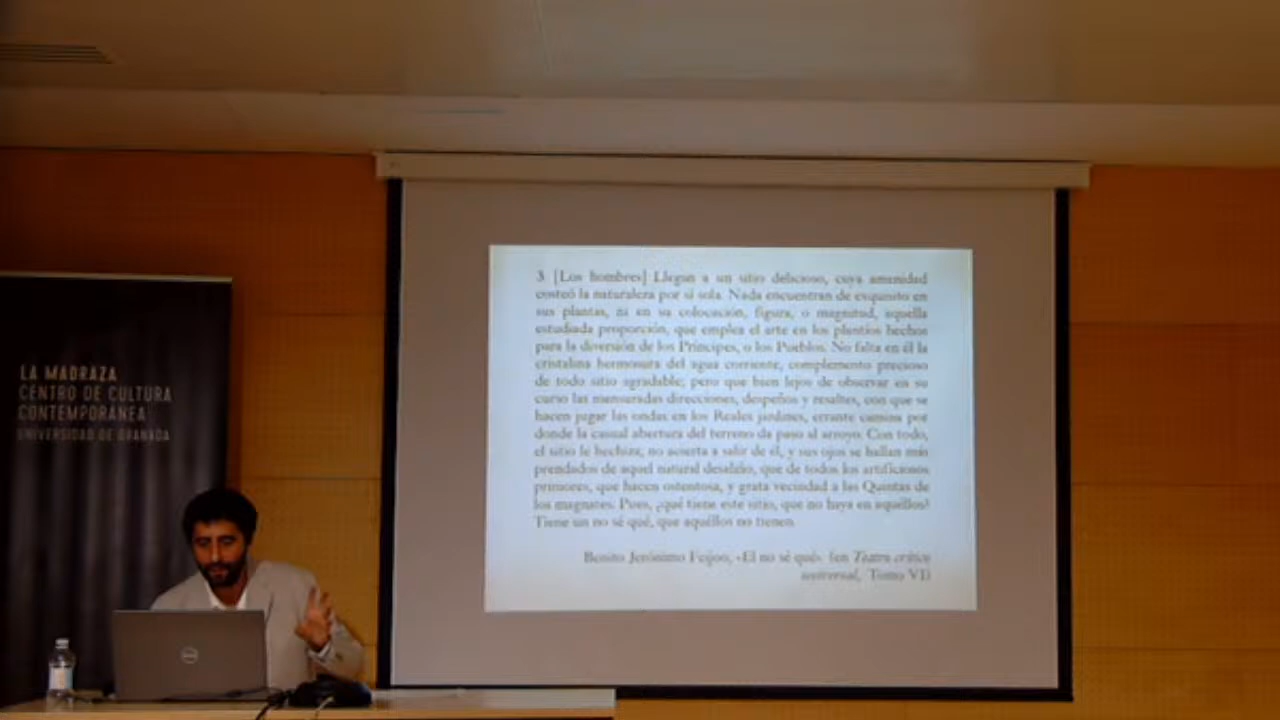 LA MADRAZA
CENTRO DE CULTURA
CONTEMPORÁNEA
UNIVERSIDAD DE GRANADA
3 [Los hombres] Llegan a un sitio delicioso, cuya amenidad
costeó la naturaleza por sí sola. Nada encuentran de exquisito en
sus plantas, ni en su colocación, figura, o magnitud, aquella
estudiada proporción, que emplea el arte en los plantíos hechos
para la diversión de los Príncipes, o los Pueblos. No falta en él la
cristalina hermosura del agua corriente, complemento precioso
de todo sitio agradable; pero que bien lejos de observar en su
curso las mensuradas direcciones, despeños y resaltes, con que se
hacen jugar las ondas en los Reales jardines, errante camina por
donde la casual abertura del terreno da paso al arroyo. Con todo,
el sitio le hechiza; no acierta a salir de él, y sus ojos se hallan más
prendados de aquel natural desaliño, que de todos los artificiosos
primores, que hacen ostentosa, y grata vecindad a las Quintas de
los magnates. Pues, ¿qué tiene este sitio, que no haya en aquéllos?
Tiene un no sé qué, que aquéllos no tienen.
Benito Jerónimo Feijoo, «El no sé qué» (en Teatro crítico
universal, Tomo VI)
DELL